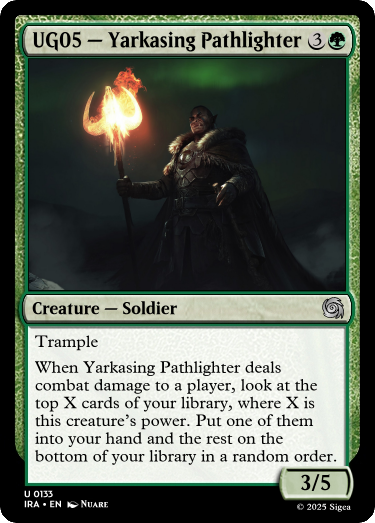 UG05 — Yarkasing Pathlighter 3
Creature — Soldier
Trample
When Yarkasing Pathlighter deals
combat damage to a player, look at the
top X cards of your library, where X is
this creature's power. Put one of them
into your hand and the rest on the
bottom of your library in a random order.
3/5
U 0133
IRA • EN NUARE
© 2025 Sigea